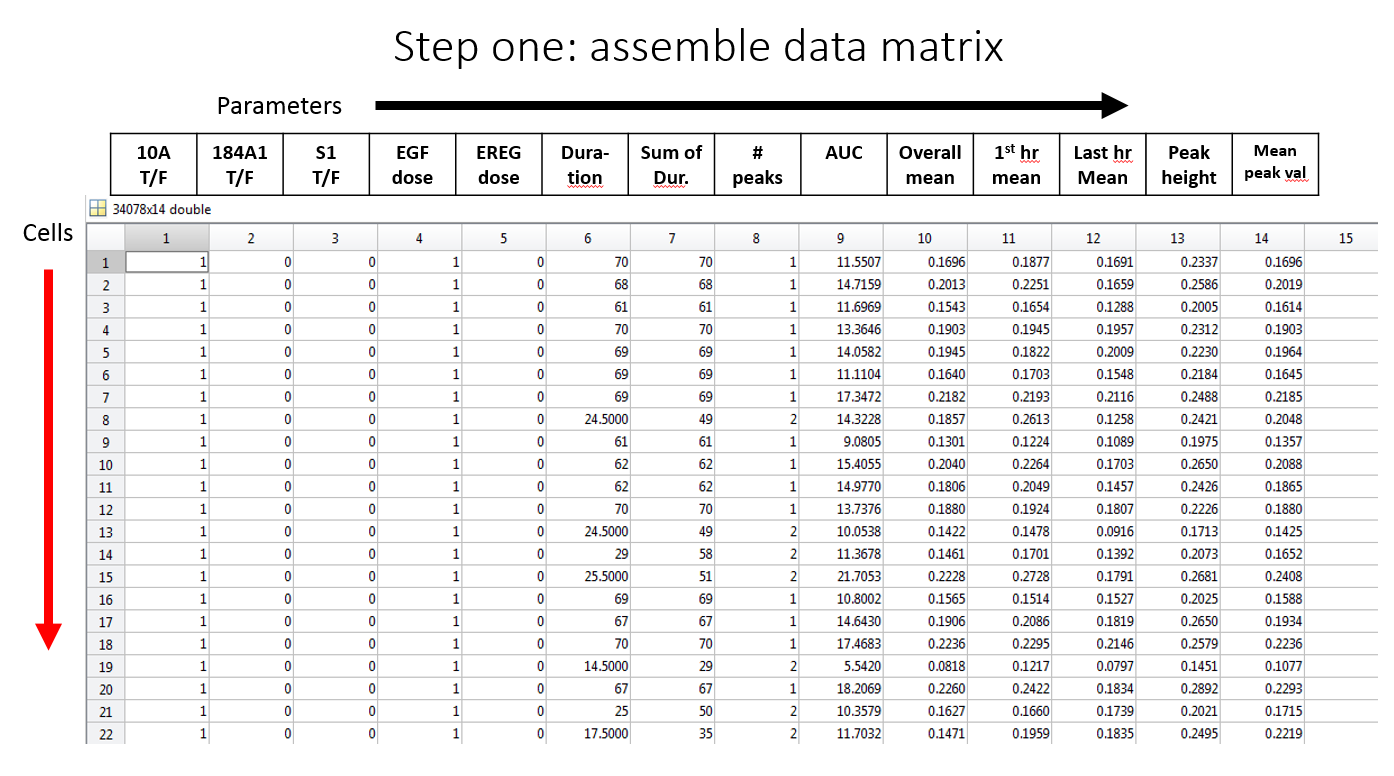 Step one: assemble data matrix
Parameters
10A T/F 184A1 T/F S1 T/F EGF dose EREG dose Dura-tion Sum of Dur. # peaks AUC Overall mean 1st hr mean Last hr Mean Peak height Mean peak val
34078x14 double
Cells
1 2 3 4 5 6 7 8 9 10 11 12 13 14 15
1 1 0 0 1 0 70 70 1 11.5507 0.1696 0.1877 0.1691 0.2337 0.1696
2 1 0 0 1 0 68 68 1 14.7159 0.2013 0.2251 0.1659 0.2586 0.2019
3 1 0 0 1 0 61 61 1 11.6969 0.1543 0.1654 0.1288 0.2005 0.1614
4 1 0 0 1 0 70 70 1 13.3646 0.1903 0.1945 0.1957 0.2312 0.1903
5 1 0 0 1 0 69 69 1 14.0582 0.1945 0.1822 0.2009 0.2230 0.1964
6 1 0 0 1 0 69 69 1 11.1104 0.1640 0.1703 0.1548 0.2184 0.1645
7 1 0 0 1 0 69 69 1 17.3472 0.2182 0.2193 0.2116 0.2488 0.2185
8 1 0 0 1 0 24.5000 49 2 14.3228 0.1857 0.2613 0.1258 0.2421 0.2048
9 1 0 0 1 0 61 61 1 9.0805 0.1301 0.1224 0.1089 0.1975 0.1357
10 1 0 0 1 0 62 62 1 15.4055 0.2040 0.2264 0.1703 0.2650 0.2088
11 1 0 0 1 0 62 62 1 14.9770 0.1806 0.2049 0.1457 0.2426 0.1865
12 1 0 0 1 0 70 70 1 13.7376 0.1880 0.1924 0.1807 0.2226 0.1880
13 1 0 0 1 0 24.5000 49 2 10.0538 0.1422 0.1478 0.0916 0.1713 0.1425
14 1 0 0 1 0 29 58 2 11.3678 0.1461 0.1701 0.1392 0.2073 0.1652
15 1 0 0 1 0 25.5000 51 2 21.7053 0.2228 0.2728 0.1791 0.2681 0.2408
16 1 0 0 1 0 69 69 1 10.8002 0.1565 0.1514 0.1527 0.2025 0.1588
17 1 0 0 1 0 67 67 1 14.6430 0.1906 0.2086 0.1819 0.2650 0.1934
18 1 0 0 1 0 70 70 1 17.4683 0.2236 0.2295 0.2146 0.2579 0.2236
19 1 0 0 1 0 14.5000 29 2 5.5420 0.0818 0.1217 0.0797 0.1451 0.1077
20 1 0 0 1 0 67 67 1 18.2069 0.2260 0.2422 0.1834 0.2892 0.2293
21 1 0 0 1 0 25 50 2 10.3579 0.1627 0.1660 0.1739 0.2021 0.1715
22 1 0 0 1 0 17.5000 35 2 11.7032 0.1471 0.1959 0.1835 0.2495 0.2219